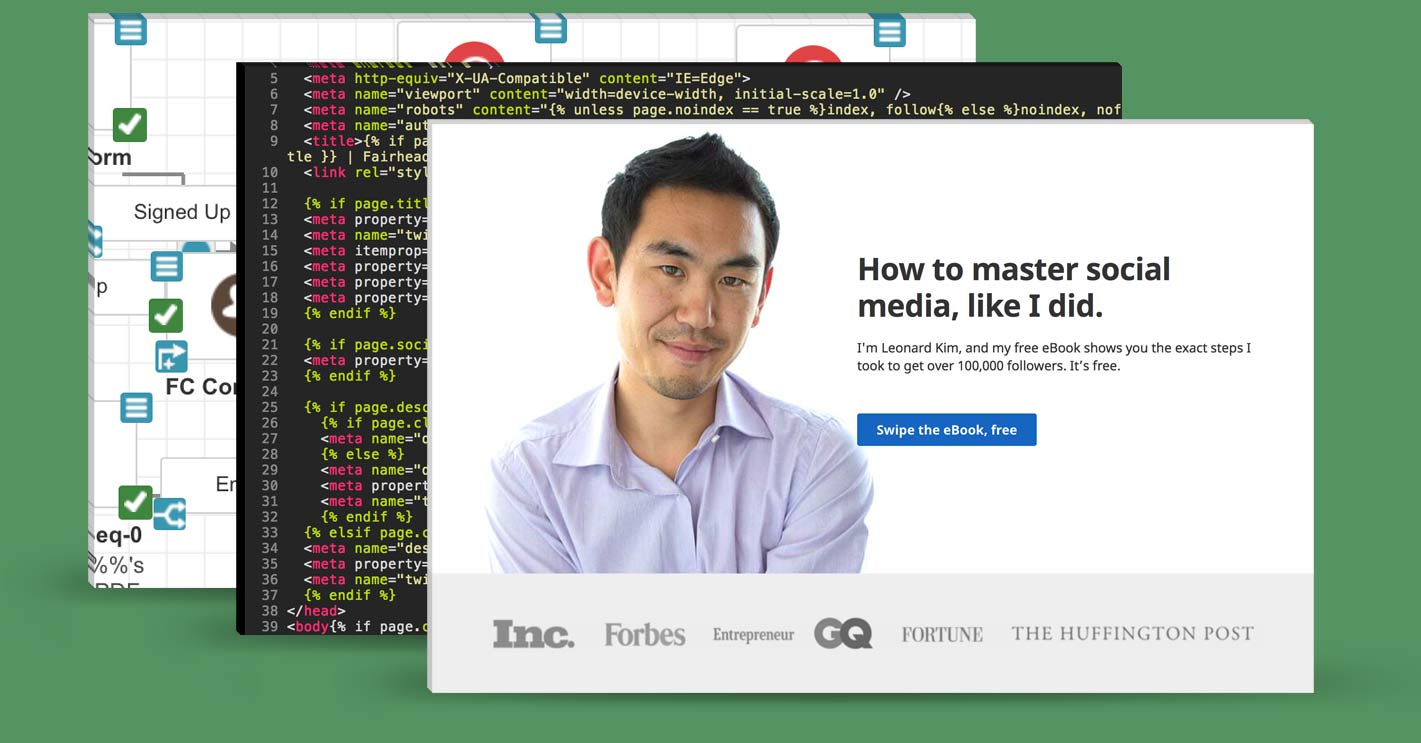 orm
Signed Up
p
FC Co
En
eq-0
%%'s
5 <meta http-equiv="X-UA-Compatible" content="IE=Edge">
6 <meta name="viewport" content="width=device-width, initial-scale=1.0" />
7 <meta name="robots" content="{% unless page.noindex == true %}index, follow{% else %}noindex, nof
8 <meta name="aut
9 <title>{% if pa
tle }} | Fairhead
10 <link rel="styl
11
12 {% if page.titl
13 <meta property=
14 <meta name="twi
15 <meta itemprop=
16 <meta property=
17 <meta property=
18 <meta property=
19 {% endif %}
20
21 {% if page.soci
22 <meta property=
23 {% endif %}
24
25 {% if page.desc
26 {% if page.cl
27 <meta name="d
28 {% else %}
29 <meta name="d
30 <meta propert
31 <meta name="t
32 {% endif %}
33 {% elsif page.c
34 <meta name="des
35 <meta property=
36 <meta name="twi
37 {% endif %}
38 </head>
39 <body{% if page.c
How to master social
media, like I did.
I'm Leonard Kim, and my free eBook shows you the exact steps I
took to get over 100,000 followers. It’s free.
Swipe the eBook, free
Inc. Forbes Entrepreneur GQ FORTUNE THE HUFFINGTON POST